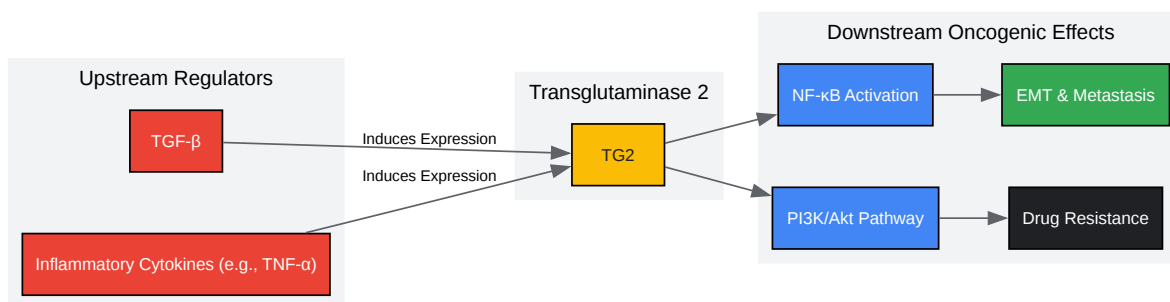 Upstream Regulators
TGF-β
Inflammatory Cytokines (e.g., TNF-α)
Induces Expression
Induces Expression
Transglutaminase 2
TG2
Downstream Oncogenic Effects
NF-κB Activation
EMT & Metastasis
PI3K/Akt Pathway
Drug Resistance